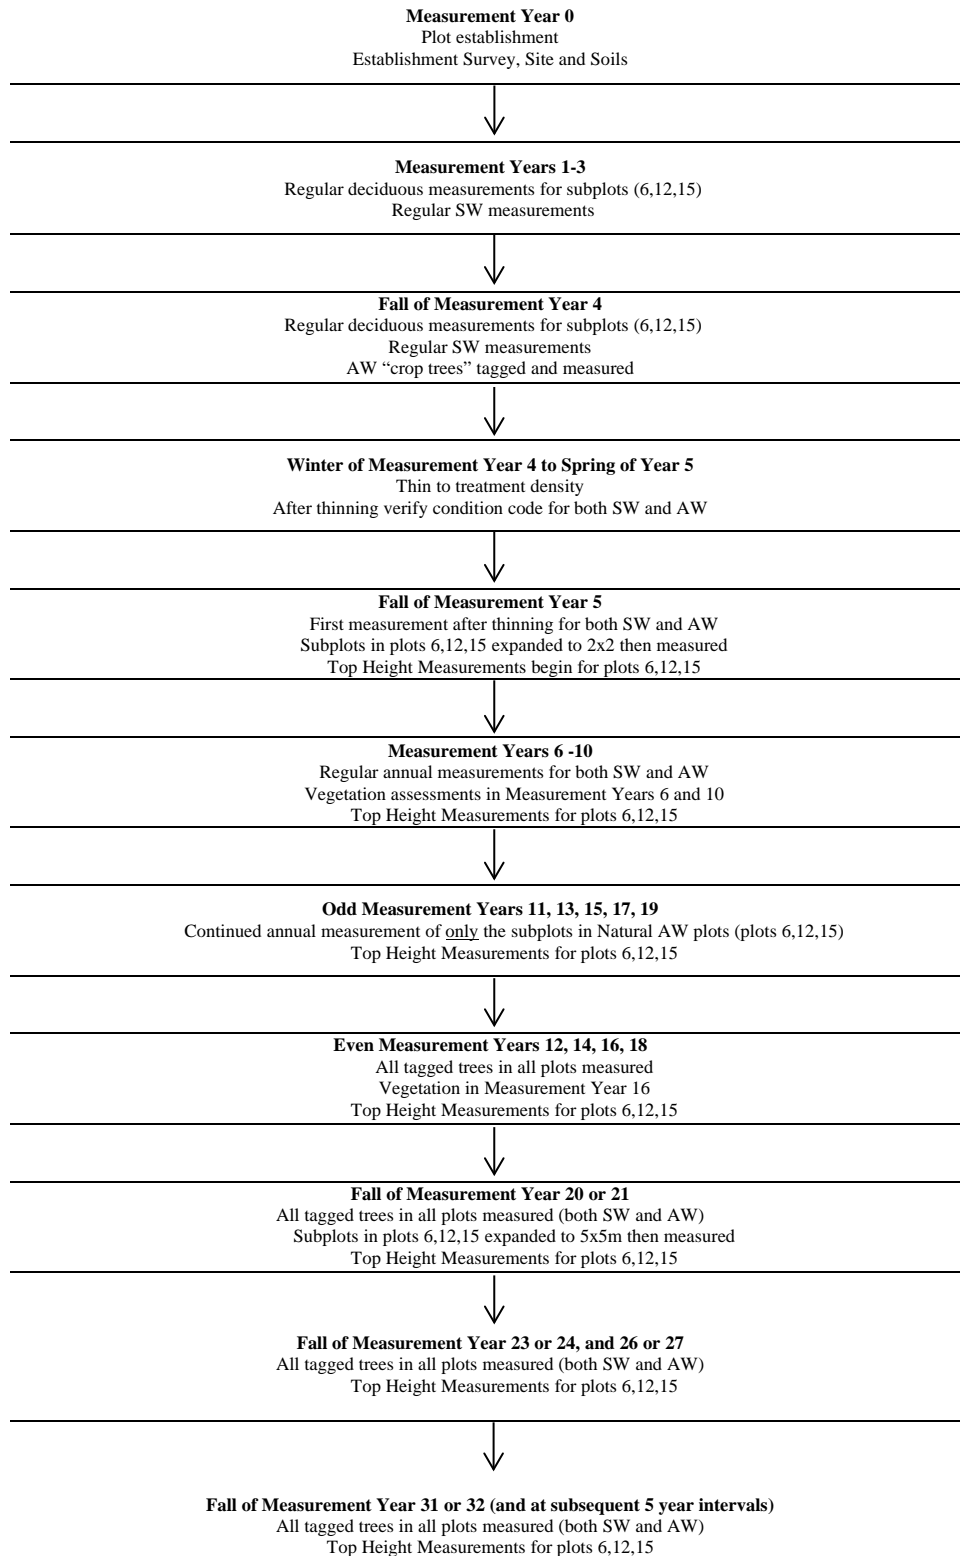 Measurement Year 0
Plot establishment
Establishment Survey, Site and Soils
Measurement Years 1-3
Regular deciduous measurements for subplots (6,12,15)
Regular SW measurements
Fall of Measurement Year 4
Regular deciduous measurements for subplots (6,12,15)
Regular SW measurements
AW “crop trees” tagged and measured
Winter of Measurement Year 4 to Spring of Year 5
Thin to treatment density
After thinning verify condition code for both SW and AW
Fall of Measurement Year 5
First measurement after thinning for both SW and AW
Subplots in plots 6,12,15 expanded to 2x2 then measured
Top Height Measurements begin for plots 6,12,15
Measurement Years 6 -10
Regular annual measurements for both SW and AW
Vegetation assessments in Measurement Years 6 and 10
Top Height Measurements for plots 6,12,15
Odd Measurement Years 11, 13, 15, 17, 19
Continued annual measurement of only the subplots in Natural AW plots (plots 6,12,15)
Top Height Measurements for plots 6,12,15
Even Measurement Years 12, 14, 16, 18
All tagged trees in all plots measured
Vegetation in Measurement Year 16
Top Height Measurements for plots 6,12,15
Fall of Measurement Year 20 or 21
All tagged trees in all plots measured (both SW and AW)
Subplots in plots 6,12,15 expanded to 5x5m then measured
Top Height Measurements for plots 6,12,15
Fall of Measurement Year 23 or 24, and 26 or 27
All tagged trees in all plots measured (both SW and AW)
Top Height Measurements for plots 6,12,15
Fall of Measurement Year 31 or 32 (and at subsequent 5 year intervals)
All tagged trees in all plots measured (both SW and AW)
Top Height Measurements for plots 6,12,15